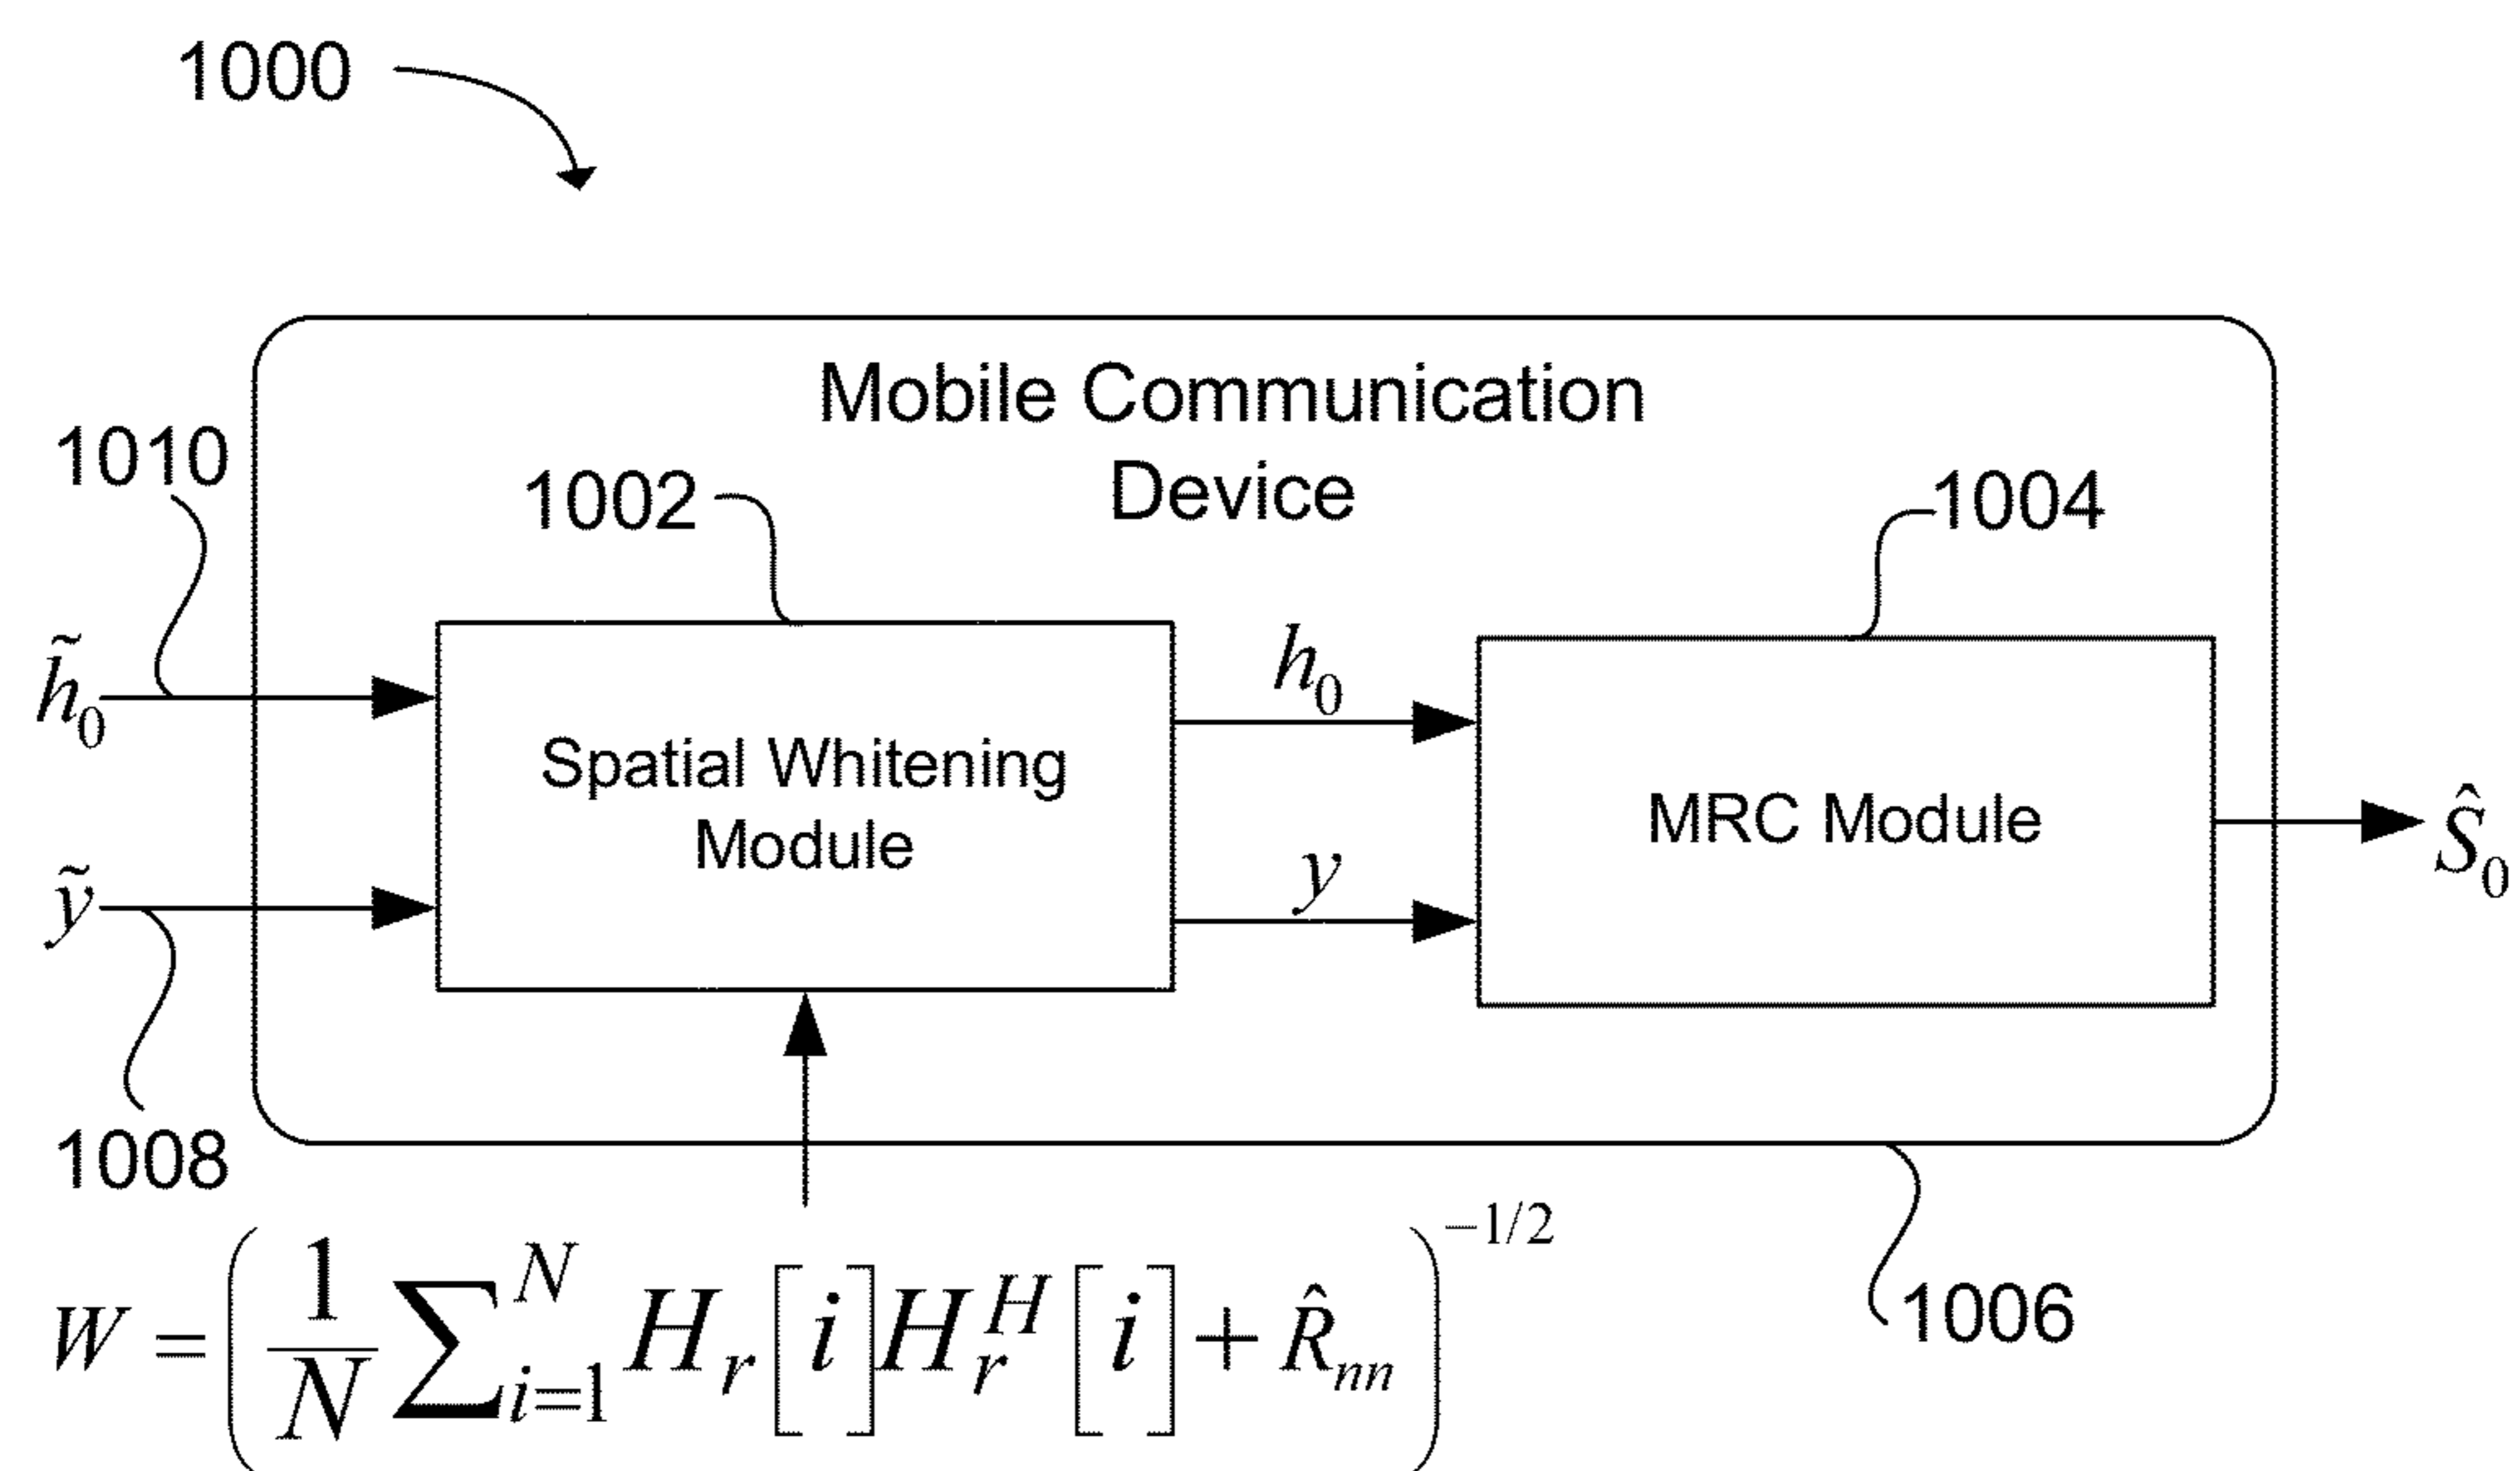 1000
Mobile Communication
Device
1010
1002
1004
h̃₀
h₀
Spatial Whitening
Module
MRC Module
Ŝ₀
ỹ
y
1008
W = ( 1/N ∑_{i=1}^{N} H_r[i] H_r^H[i] + R̂_{nn} )^{−1/2}
1006